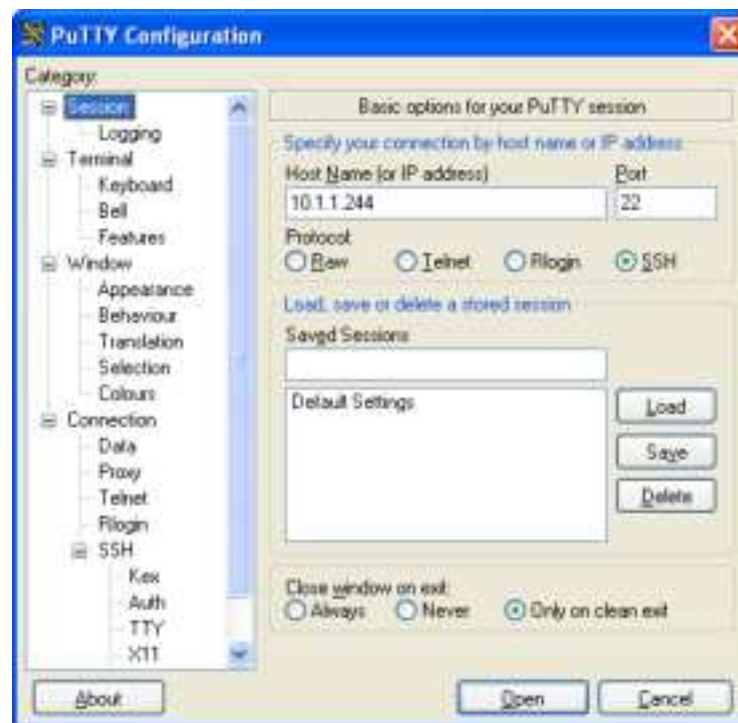 PuTTY Configuration
Category:
Session
Logging
Terminal
Keyboard
Bell
Features
Window
Appearance
Behaviour
Translation
Selection
Colours
Connection
Data
Proxy
Telnet
Rlogin
SSH
Kex
Auth
TTY
X11
Basic options for your PuTTY session
Specify your connection by host name or IP address
Host Name (or IP address) Port
10.1.1.244 22
Protocol:
Raw Telnet Rlogin SSH
Load, save or delete a stored session
Saved Sessions
Default Settings
Load
Save
Delete
Close window on exit:
Always Never Only on clean exit
About Open Cancel